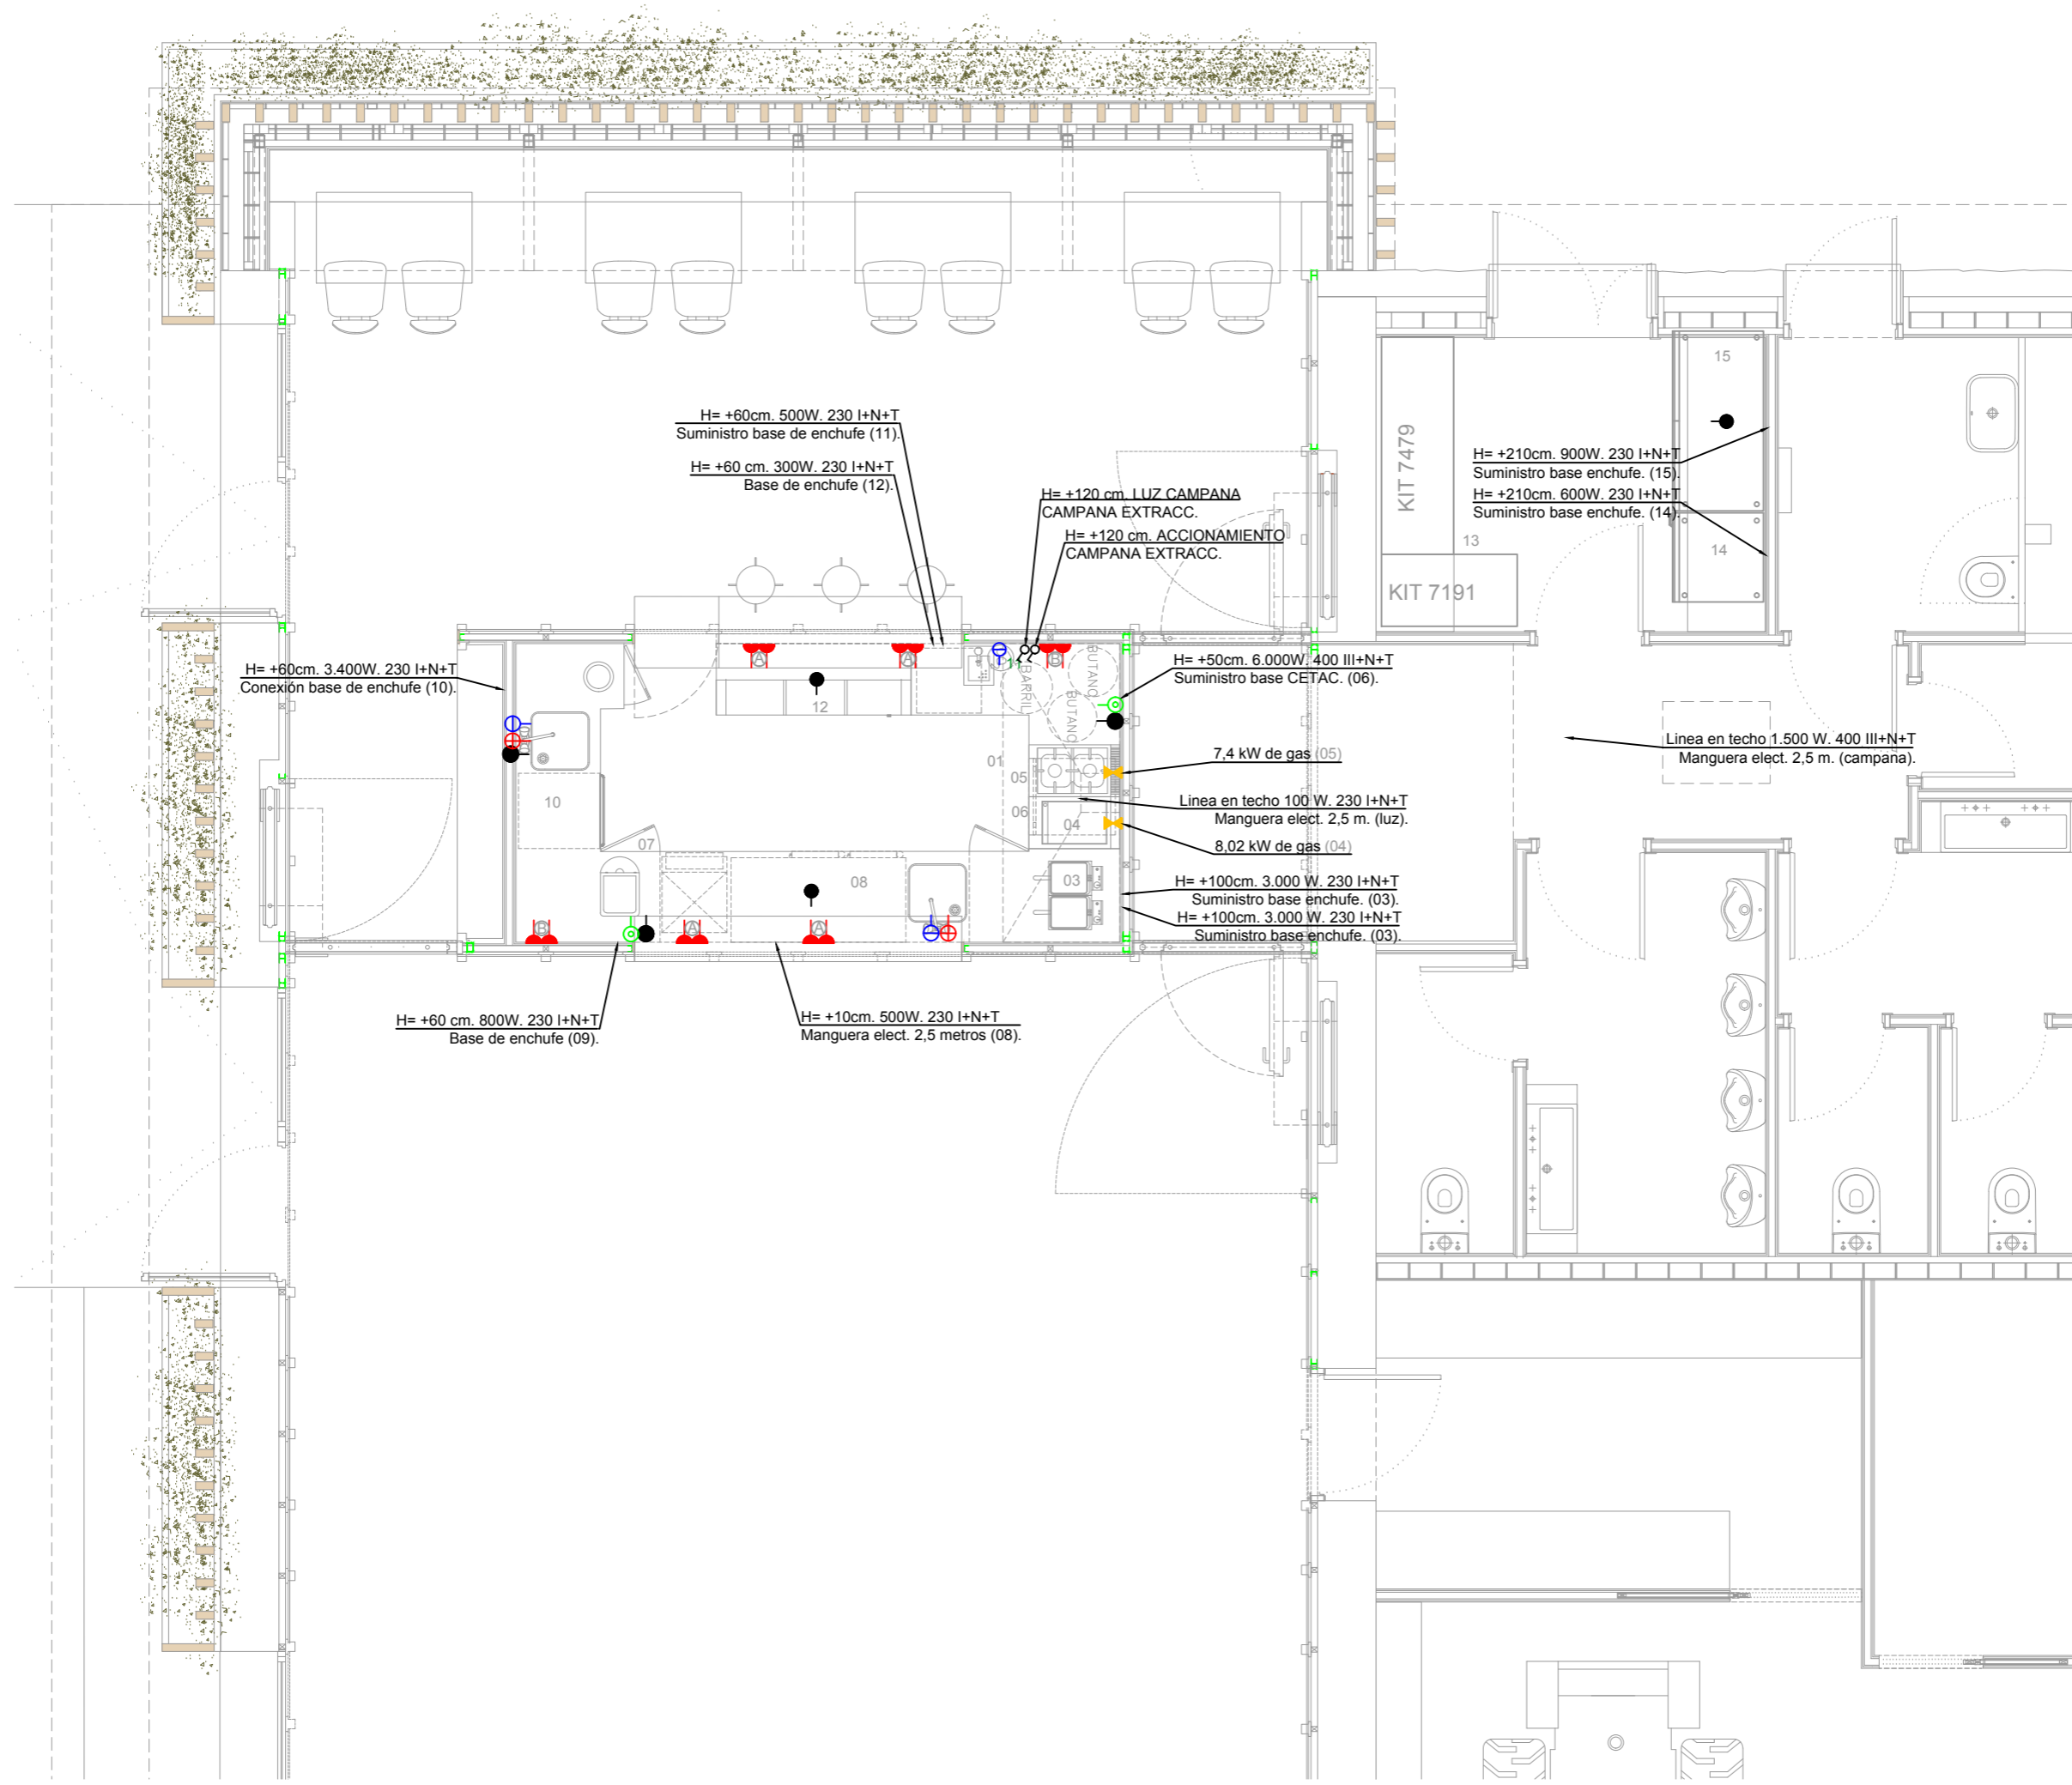 H= +60cm. 500W. 230 I+N+T
Suministro base de enchufe (11).
H= +60 cm. 300W. 230 I+N+T
Base de enchufe (12).
H= +120 cm. LUZ CAMPANA
CAMPANA EXTRACC.
H= +120 cm. ACCIONAMIENTO
CAMPANA EXTRACC.
KIT 7479
KIT 7191
13
15
14
H= +210cm. 900W. 230 I+N+T
Suministro base enchufe. (15).
H= +210cm. 600W. 230 I+N+T
Suministro base enchufe. (14).
H= +60cm. 3.400W. 230 I+N+T
Conexión base de enchufe (10).
A
A
B
11
BARRIL
BUTANO
BUTANO
H= +50cm. 6.000W. 400 III+N+T
Suministro base CETAC. (06).
12
01
05
06
04
10
07
08
03
7,4 kW de gas (05)
Linea en techo 100 W. 230 I+N+T
Manguera elect. 2,5 m. (luz).
8,02 kW de gas (04)
Linea en techo 1.500 W. 400 III+N+T
Manguera elect. 2,5 m. (campana).
H= +100cm. 3.000 W. 230 I+N+T
Suministro base enchufe. (03).
H= +100cm. 3.000 W. 230 I+N+T
Suministro base enchufe. (03).
B
A
A
H= +60 cm. 800W. 230 I+N+T
Base de enchufe (09).
H= +10cm. 500W. 230 I+N+T
Manguera elect. 2,5 metros (08).